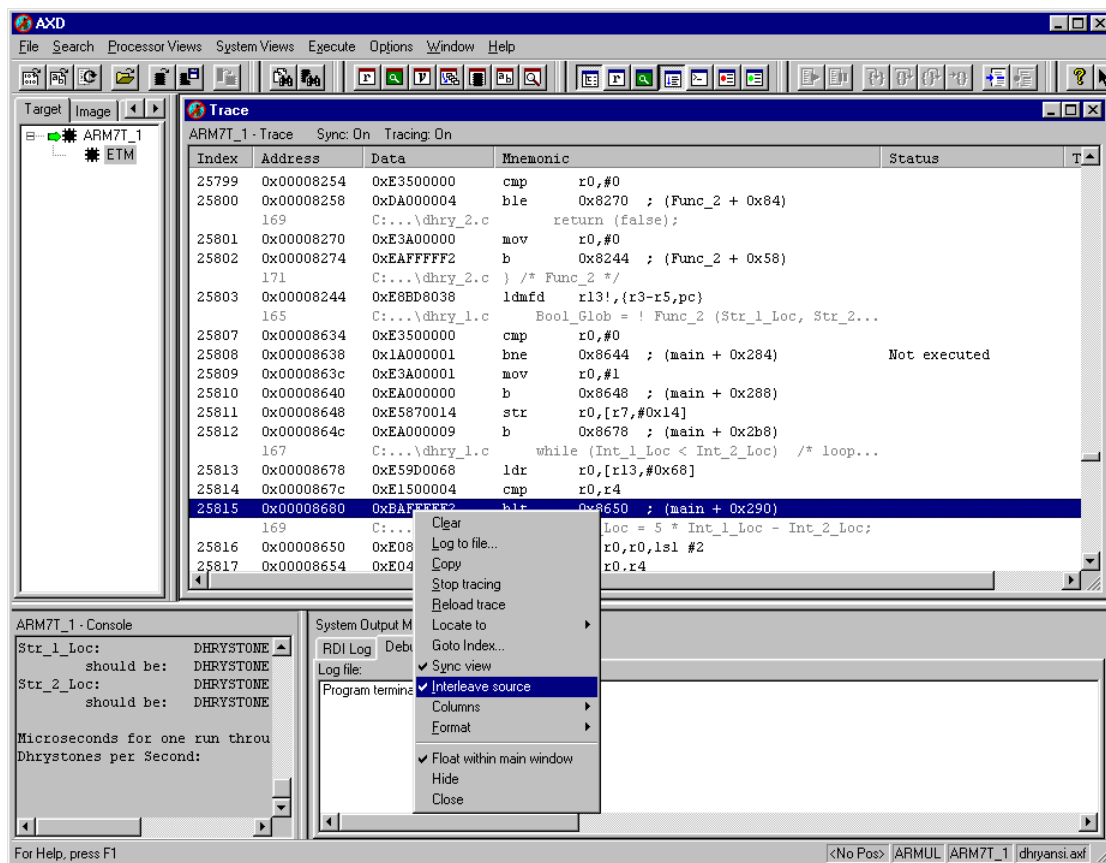 AXD
File Search Processor Views System Views Execute Options Window Help
Target Image
ARM7T_1
ETM
Trace
ARM7T_1 - Trace Sync: On Tracing: On
Index Address Data Mnemonic Status T
25799 0x00008254 0xE3500000 cmp r0,#0
25800 0x00008258 0xDA000004 ble 0x8270 ; (Func_2 + 0x84)
169 C:...\dhry_2.c return (false);
25801 0x00008270 0xE3A00000 mov r0,#0
25802 0x00008274 0xEAFFFFF2 b 0x8244 ; (Func_2 + 0x58)
171 C:...\dhry_2.c } /* Func_2 */
25803 0x00008244 0xE8BD8038 ldmfd r13!,{r3-r5,pc}
165 C:...\dhry_1.c Bool_Glob = ! Func_2 (Str_1_Loc, Str_2...
25807 0x00008634 0xE3500000 cmp r0,#0
25808 0x00008638 0x1A000001 bne 0x8644 ; (main + 0x284) Not executed
25809 0x0000863c 0xE3A00001 mov r0,#1
25810 0x00008640 0xEA000000 b 0x8648 ; (main + 0x288)
25811 0x00008648 0xE5870014 str r0,[r7,#0x14]
25812 0x0000864c 0xEA000009 b 0x8678 ; (main + 0x2b8)
167 C:...\dhry_1.c while (Int_1_Loc < Int_2_Loc) /* loop...
25813 0x00008678 0xE59D0068 ldr r0,[r13,#0x68]
25814 0x0000867c 0xE1500004 cmp r0,r4
25815 0x00008680 0xBAFFFFF2 blt 0x8650 ; (main + 0x290)
169 C:... _Loc = 5 * Int_1_Loc - Int_2_Loc;
25816 0x00008650 0xE08 r0,r0,lsl #2
25817 0x00008654 0xE04 r0,r4
Clear
Log to file...
Copy
Stop tracing
Reload trace
Locate to
Goto Index...
Sync view
Interleave source
Columns
Format
Float within main window
Hide
Close
ARM7T_1 - Console
Str_1_Loc: DHRYSTONE
should be: DHRYSTONE
Str_2_Loc: DHRYSTONE
should be: DHRYSTONE
Microseconds for one run throu
Dhrystones per Second:
System Output M
RDI Log Debu
Log file:
Program termina
For Help, press F1
<No Pos> ARMUL ARM7T_1 dhryansi.axf